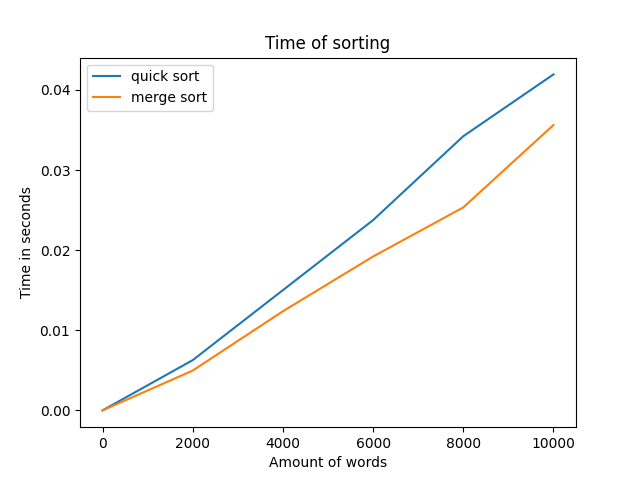 Time of sorting
quick sort
merge sort
0.04
0.03
0.02
0.01
0.00
Time in seconds
0 2000 4000 6000 8000 10000
Amount of words